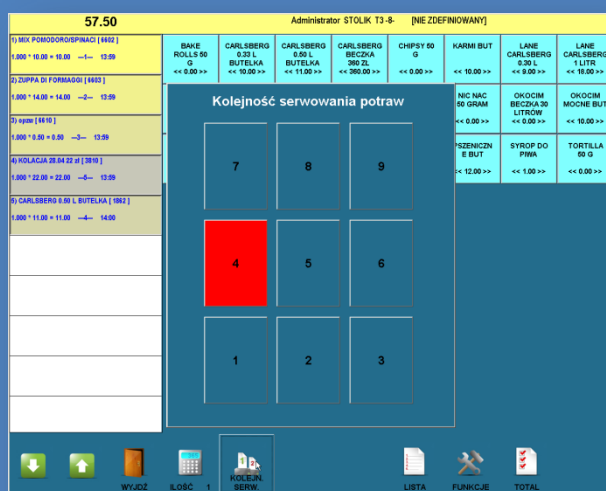 57.50
Administrator STOLIK T3 -8- [NIE ZDEFINIOWANY]
1) MIX POMODORO/SPINACI [ 6602 ]
1.000 * 10.00 = 10.00 —1— 13:59
2) ZUPPA DI FORMAGGI [ 6603 ]
1.000 * 14.00 = 14.00 —2— 13:59
3) opzw [ 6610 ]
1.000 * 0.50 = 0.50 —3— 13:59
4) KOLACJA 28.04 22 zł [ 3810 ]
1.000 * 22.00 = 22.00 —5— 13:59
5) CARLSBERG 0.50 L BUTELKA [ 1862 ]
1.000 * 11.00 = 11.00 —4— 14:00
BAKE
ROLLS 50
G
<< 0.00 >>
CARLSBERG
0.33 L
BUTELKA
<< 10.00 >>
CARLSBERG
0.50 L
BUTELKA
<< 11.00 >>
CARLSBERG
BECZKA
360 ZL
<< 360.00 >>
CHIPSY 50
G
<< 0.00 >>
KARMI BUT
<< 10.00 >>
LANE
CARLSBERG
0.30 L
<< 9.00 >>
LANE
CARLSBERG
1 LITR
<< 18.00 >>
NIC NAC
50 GRAM
<< 0.00 >>
OKOCIM
BECZKA 30
LITRÓW
<< 0.00 >>
OKOCIM
MOCNE BUT
<< 10.00 >>
PSZENICZN
E BUT
<< 12.00 >>
SYROP DO
PIWA
<< 1.00 >>
TORTILLA
50 G
<< 0.00 >>
Kolejność serwowania potraw
7 8 9
4 5 6
1 2 3
WYJDŹ
ILOŚĆ 1
KOLEJN.
SERW.
LISTA
FUNKCJE
TOTAL